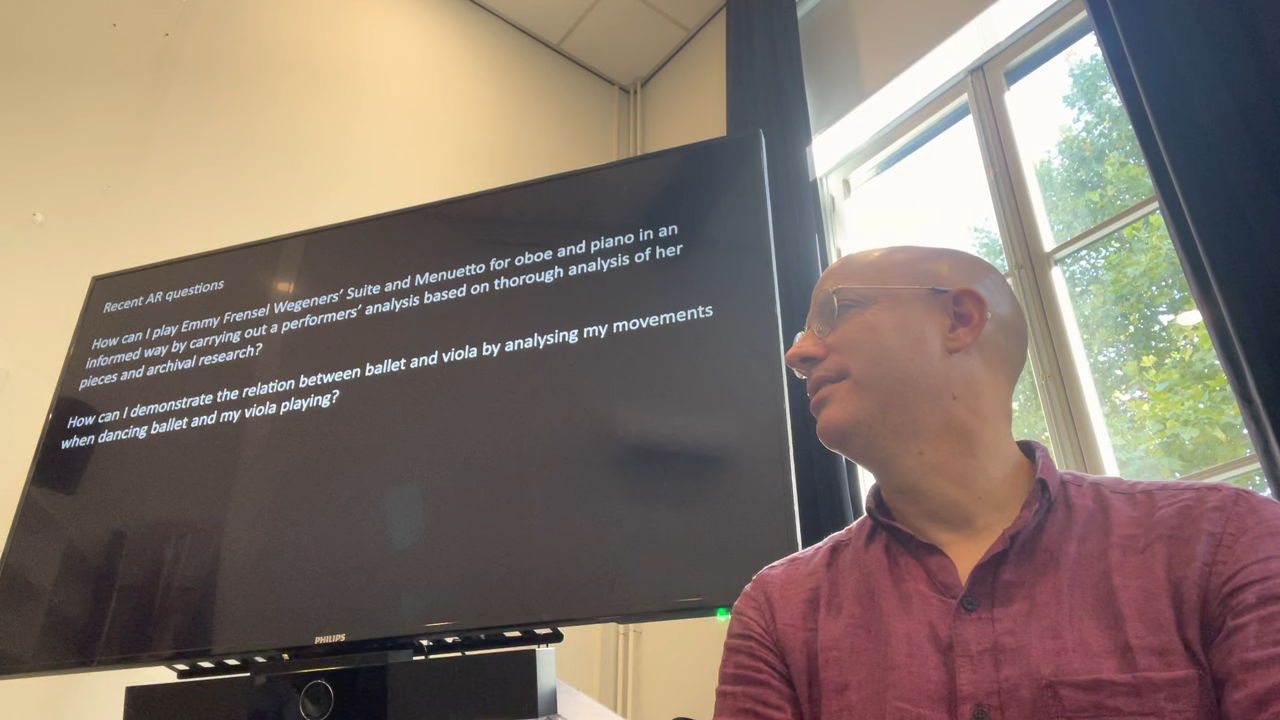 Recent AR questions
How can I play Emmy Frensel Wegeners' Suite and Menuetto for oboe and piano in an
informed way by carrying out a performers' analysis based on thorough analysis of her
pieces and archival research?
How can I demonstrate the relation between ballet and viola by analysing my movements
when dancing ballet and my viola playing?
PHILIPS